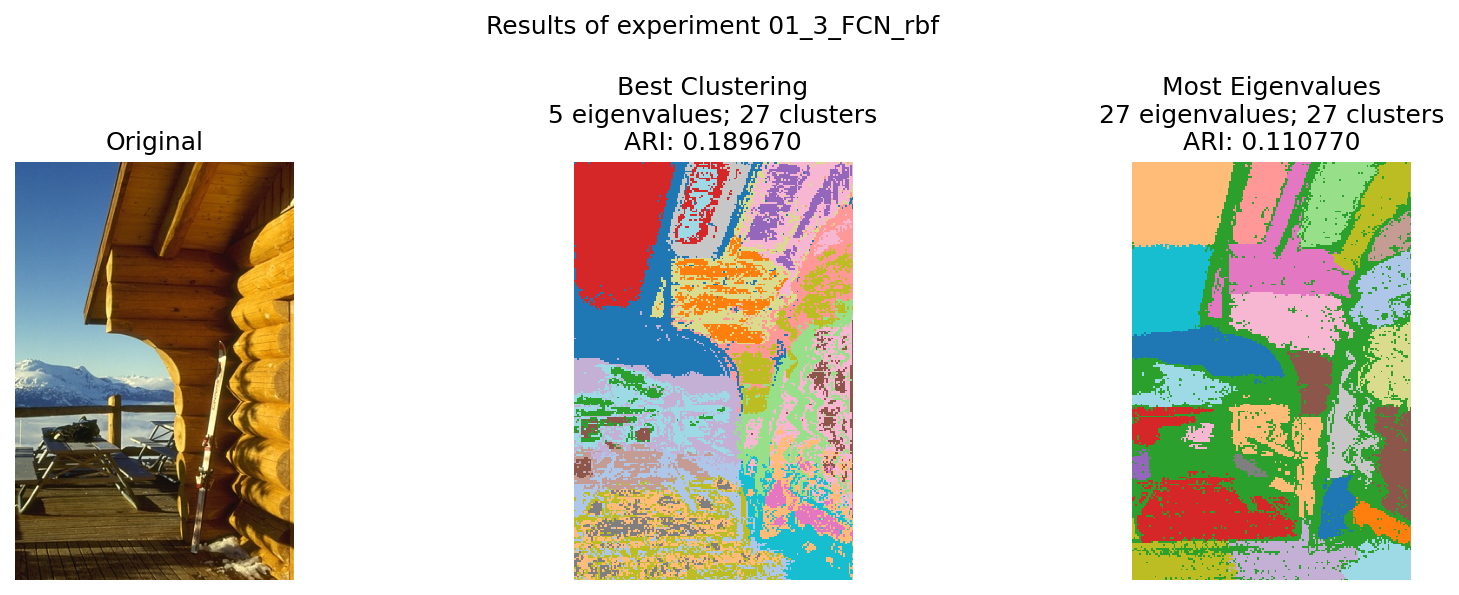 Results of experiment 01_3_FCN_rbf
Original
Best Clustering
5 eigenvalues; 27 clusters
ARI: 0.189670
Most Eigenvalues
27 eigenvalues; 27 clusters
ARI: 0.110770